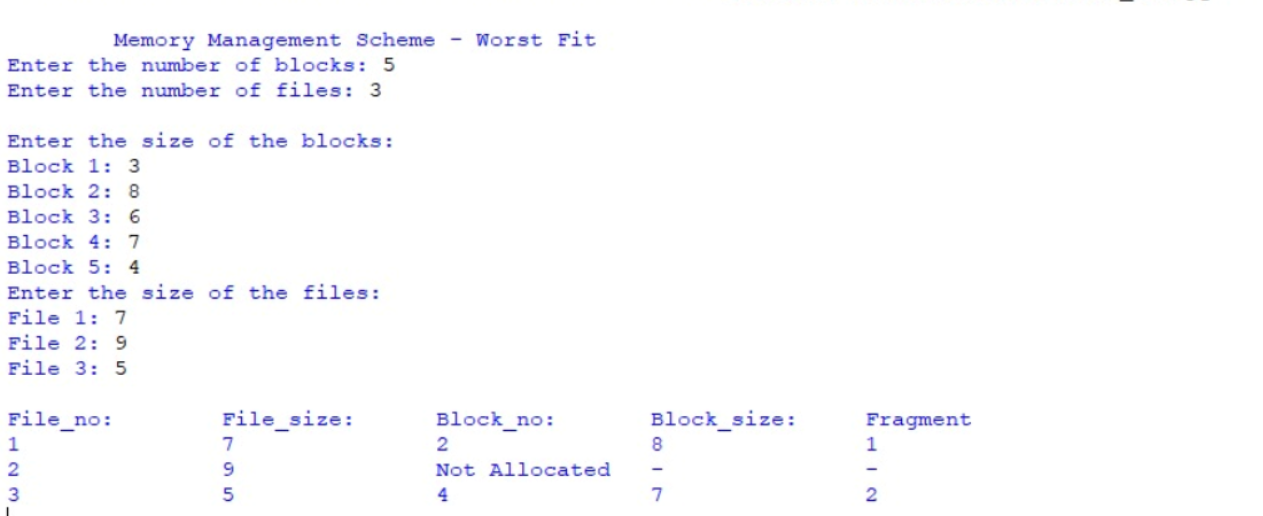 Memory Management Scheme - Worst Fit
Enter the number of blocks: 5
Enter the number of files: 3
Enter the size of the blocks:
Block 1: 3
Block 2: 8
Block 3: 6
Block 4: 7
Block 5: 4
Enter the size of the files:
File 1: 7
File 2: 9
File 3: 5
File_no: File_size: Block_no: Block_size: Fragment
1 7 2 8 1
2 9 Not Allocated - -
3 5 4 7 2